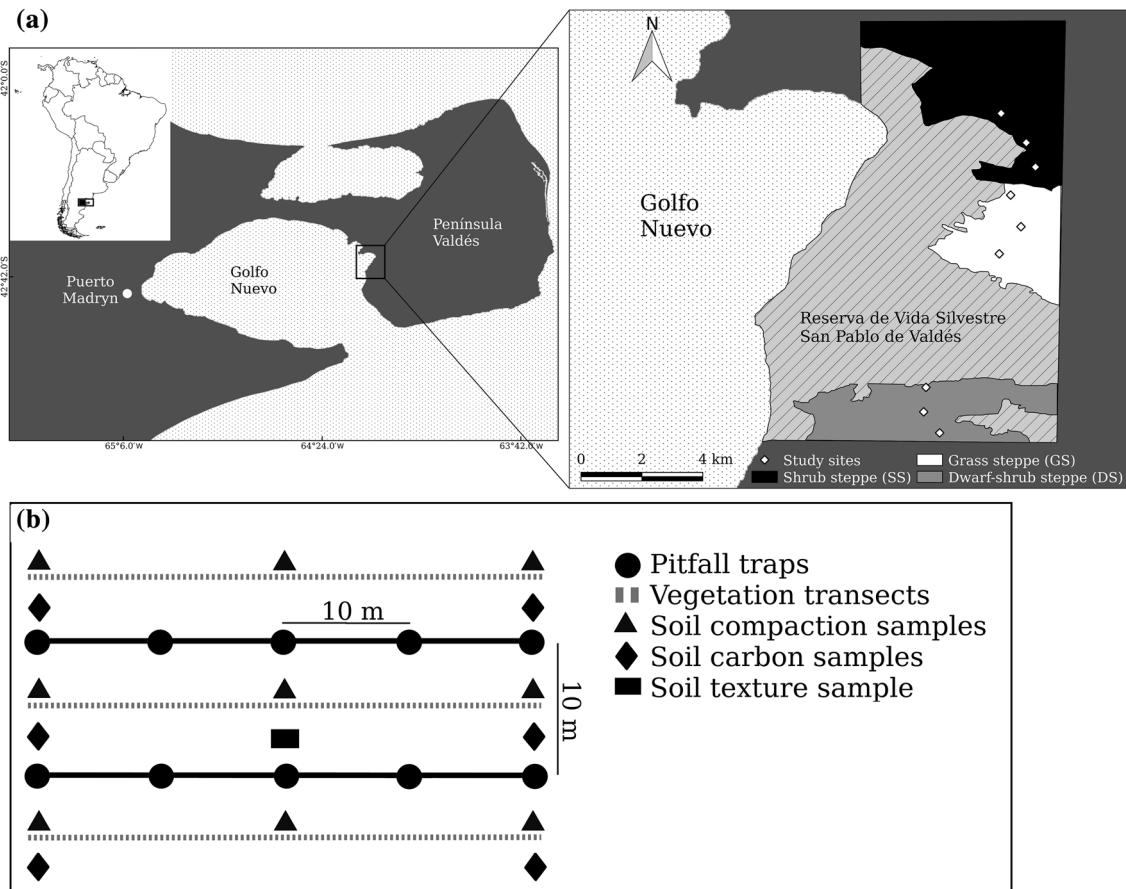 (a)
N
42°0.0'S
42°42.0'S
Puerto
Madryn
Golfo
Nuevo
Península
Valdés
65°6.0'W
64°24.0'W
63°42.0'W
Golfo
Nuevo
Reserva de Vida Silvestre
San Pablo de Valdés
0 2 4 km
Study sites
Grass steppe (GS)
Shrub steppe (SS)
Dwarf-shrub steppe (DS)
(b)
10 m
10 m
Pitfall traps
Vegetation transects
Soil compaction samples
Soil carbon samples
Soil texture sample